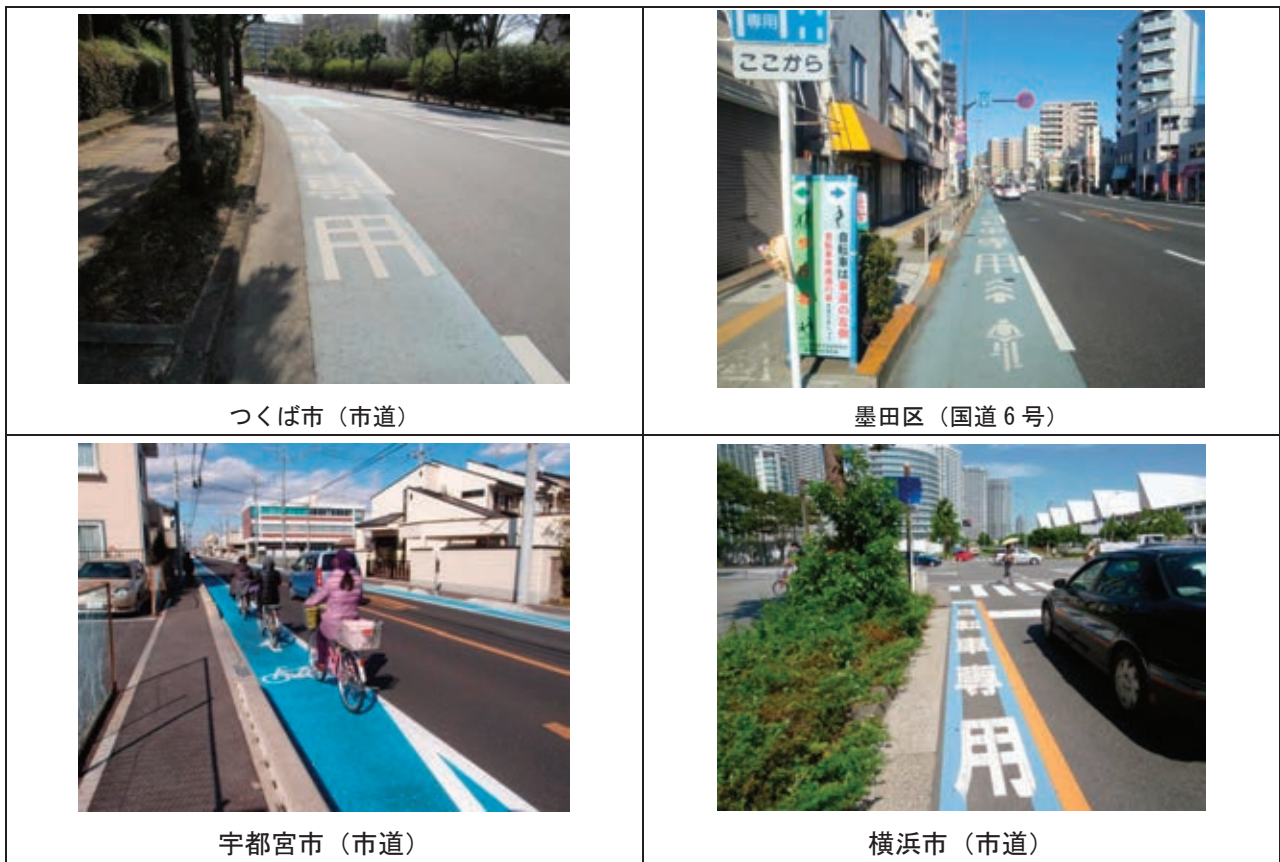 用
つくば市（市道）
専用
ここから
自転車は車道の左側
用
墨田区（国道6号）
宇都宮市（市道）
自転車専用
横浜市（市道）